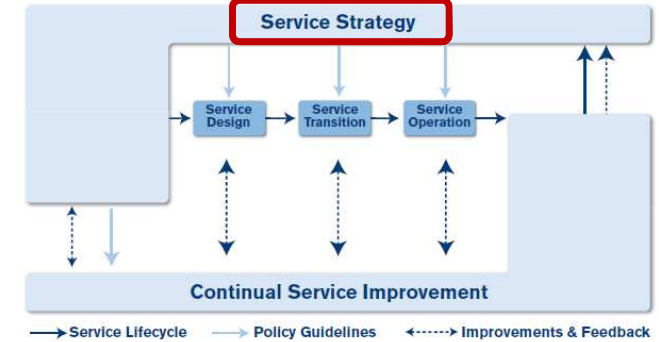 Service Strategy
Service
Design
Service
Transition
Service
Operation
Continual Service Improvement
Service Lifecycle
Policy Guidelines
Improvements & Feedback